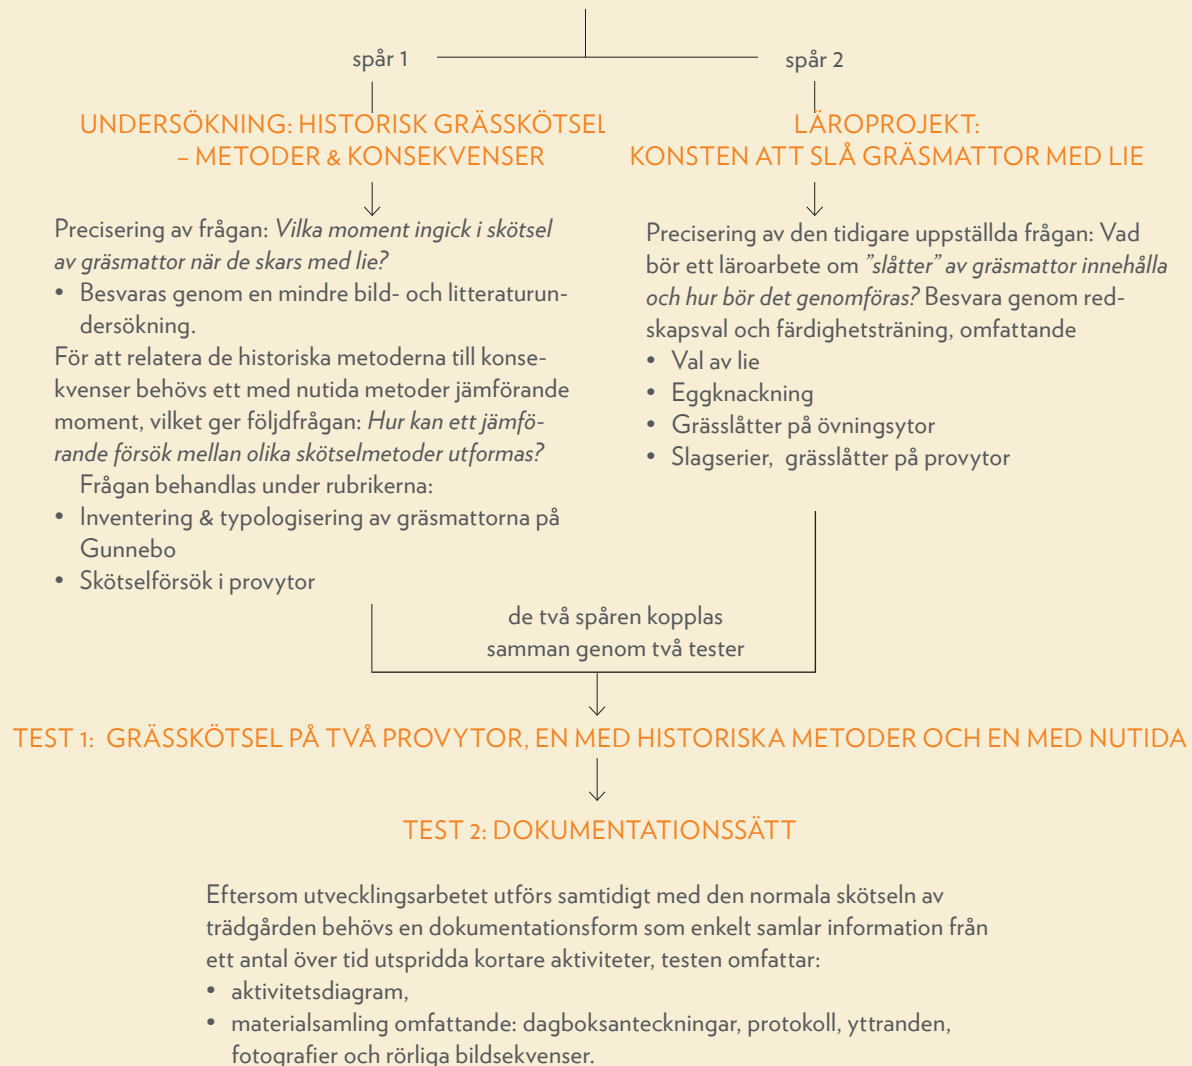 spår 1
spår 2
UNDERSÖKNING: HISTORISK GRÄSSKÖTSEL
– METODER & KONSEKVENSER
Precisering av frågan: Vilka moment ingick i skötsel
av gräsmattor när de skars med lie?
• Besvaras genom en mindre bild- och litteraturun-
dersökning.
För att relatera de historiska metoderna till konse-
kvenser behövs ett med nutida metoder jämförande
moment, vilket ger följdfrågan: Hur kan ett jämfö-
rande försök mellan olika skötselmetoder utformas?
Frågan behandlas under rubrikerna:
• Inventering & typologisering av gräsmattorna på
Gunnebo
• Skötselförsök i provytor
LÄROPROJEKT:
KONSTEN ATT SLÅ GRÄSMATTOR MED LIE
Precisering av den tidigare uppställda frågan: Vad
bör ett läroarbete om ”slåtter” av gräsmattor innehålla
och hur bör det genomföras? Besvara genom red-
skapsval och färdighetsträning, omfattande
• Val av lie
• Eggknackning
• Grässlåtter på övningsytor
• Slagserier, grässlåtter på provytor
de två spåren kopplas
samman genom två tester
TEST 1: GRÄSSKÖTSEL PÅ TVÅ PROVYTOR, EN MED HISTORISKA METODER OCH EN MED NUTIDA
TEST 2: DOKUMENTATIONSSÄTT
Eftersom utvecklingsarbetet utförs samtidigt med den normala skötseln av
trädgården behövs en dokumentationsform som enkelt samlar information från
ett antal över tid utspridda kortare aktiviteter, testen omfattar:
• aktivitetsdiagram,
• materialsamling omfattande: dagboksanteckningar, protokoll, yttranden,
fotografier och rörliga bildsekvenser.